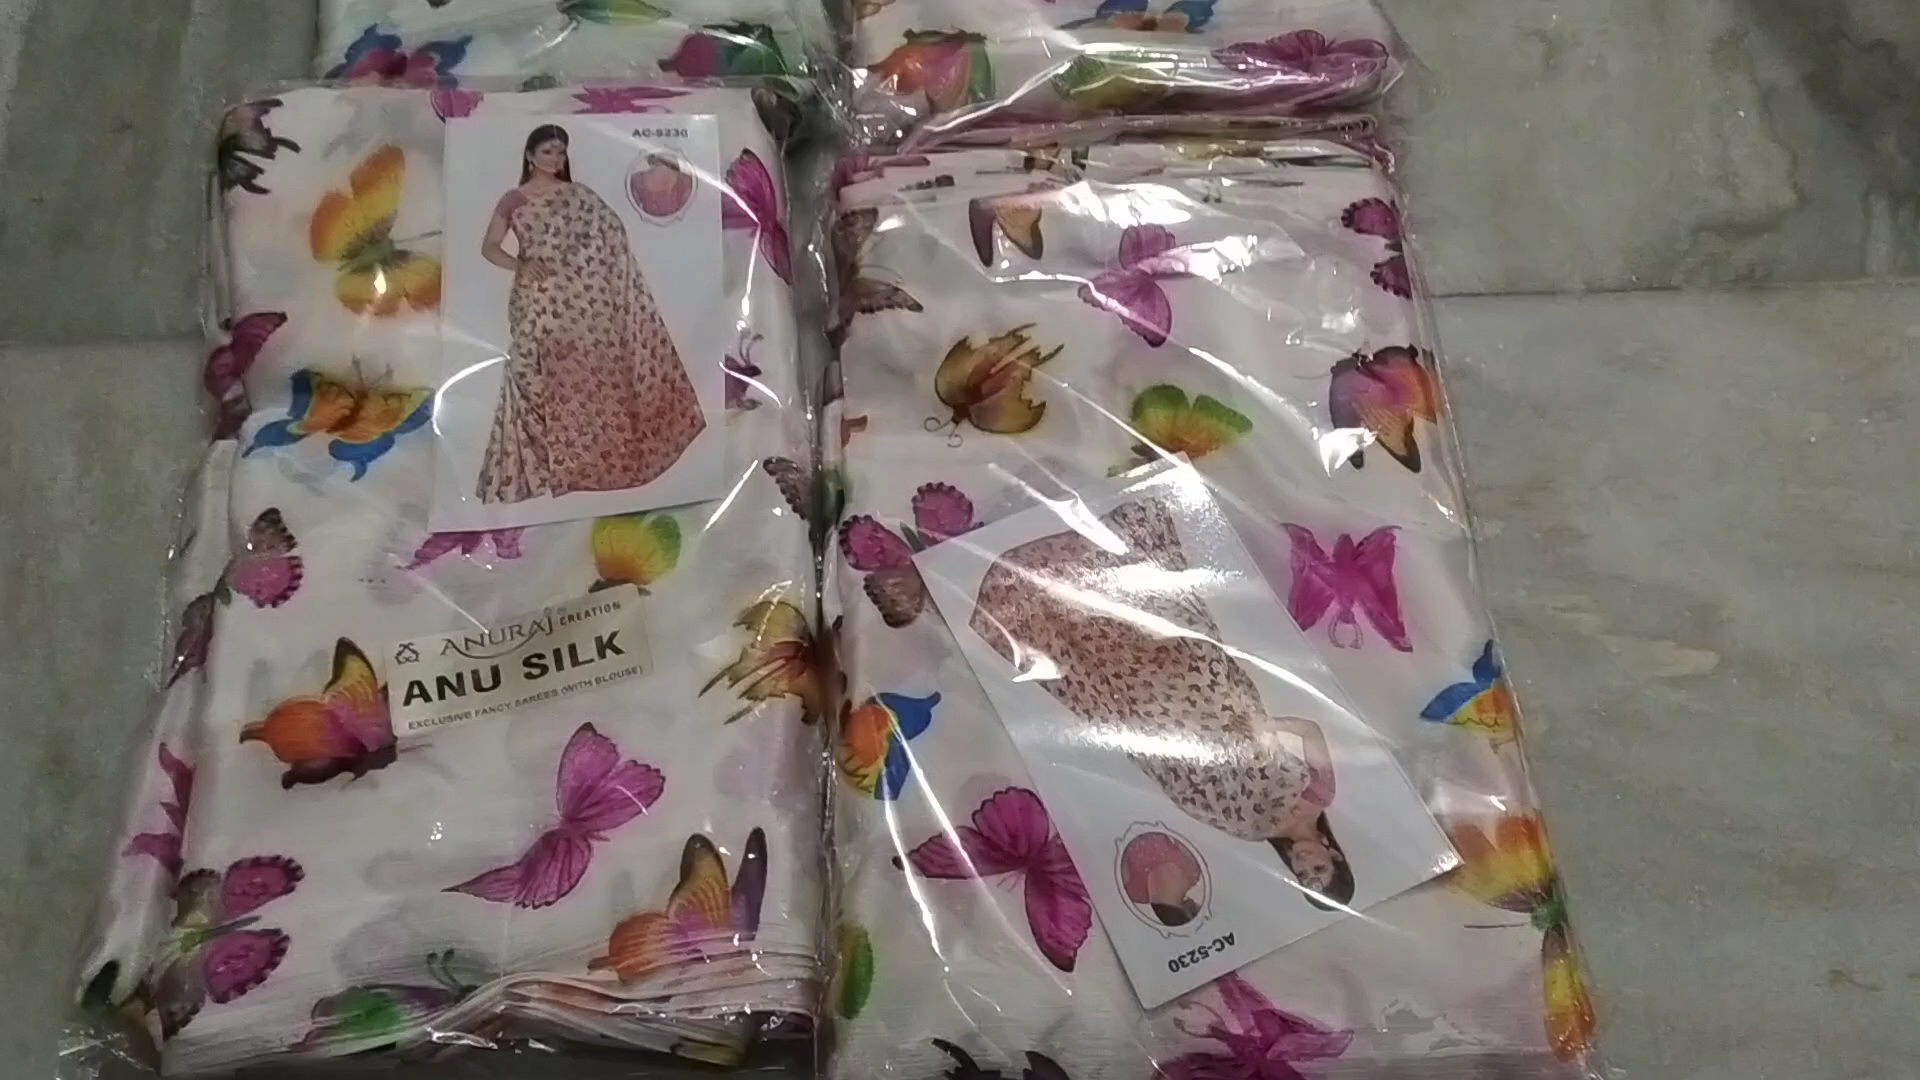 AC-5230
ANURAJ CREATION
ANU SILK
EXCLUSIVE FANCY SAREES (WITH BLOUSE)
AC-5230